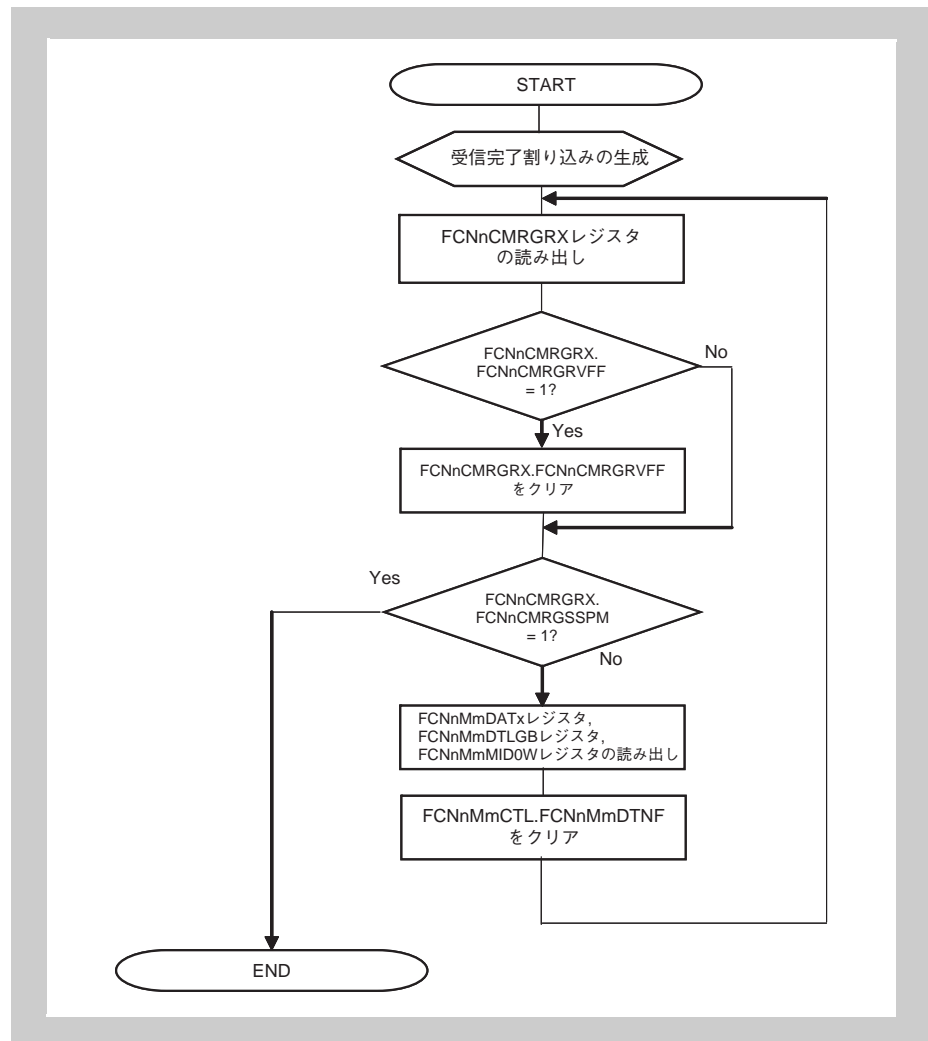 START
受信完了割り込みの生成
FCNnCMRGRXレジスタ
の読み出し
FCNnCMRGRX.
FCNnCMRGRVFF
= 1?
No
Yes
FCNnCMRGRX.FCNnCMRGRVFF
をクリア
Yes
FCNnCMRGRX.
FCNnCMRGSSPM
= 1?
No
FCNnMmDATxレジスタ,
FCNnMmDTLGBレジスタ,
FCNnMmMID0Wレジスタの読み出し
FCNnMmCTL.FCNnMmDTNF
をクリア
END